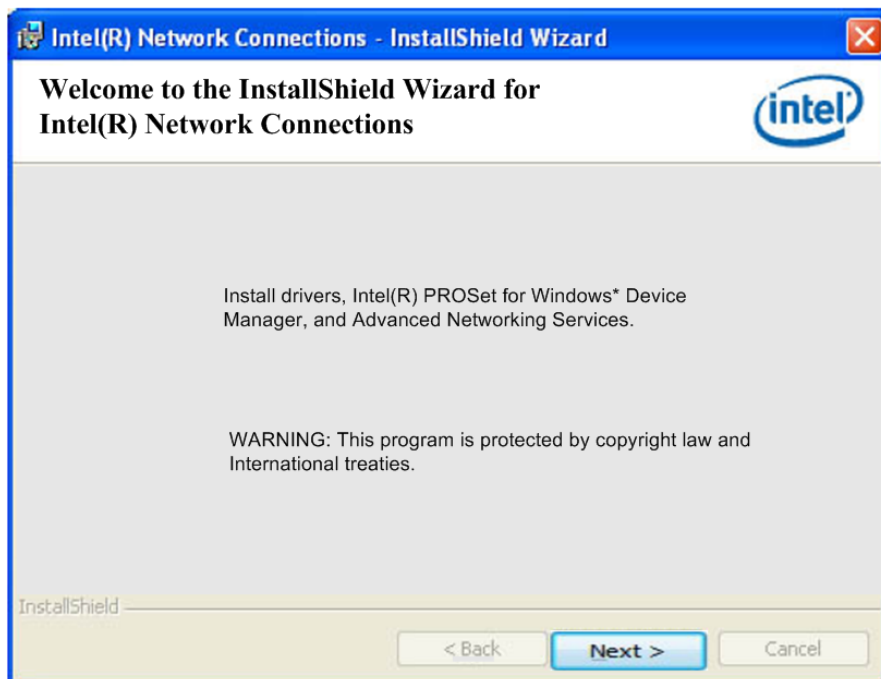 Intel(R) Network Connections - InstallShield Wizard
Welcome to the InstallShield Wizard for
Intel(R) Network Connections
intel
Install drivers, Intel(R) PROSet for Windows* Device
Manager, and Advanced Networking Services.
WARNING: This program is protected by copyright law and
International treaties.
InstallShield
< Back
Next >
Cancel